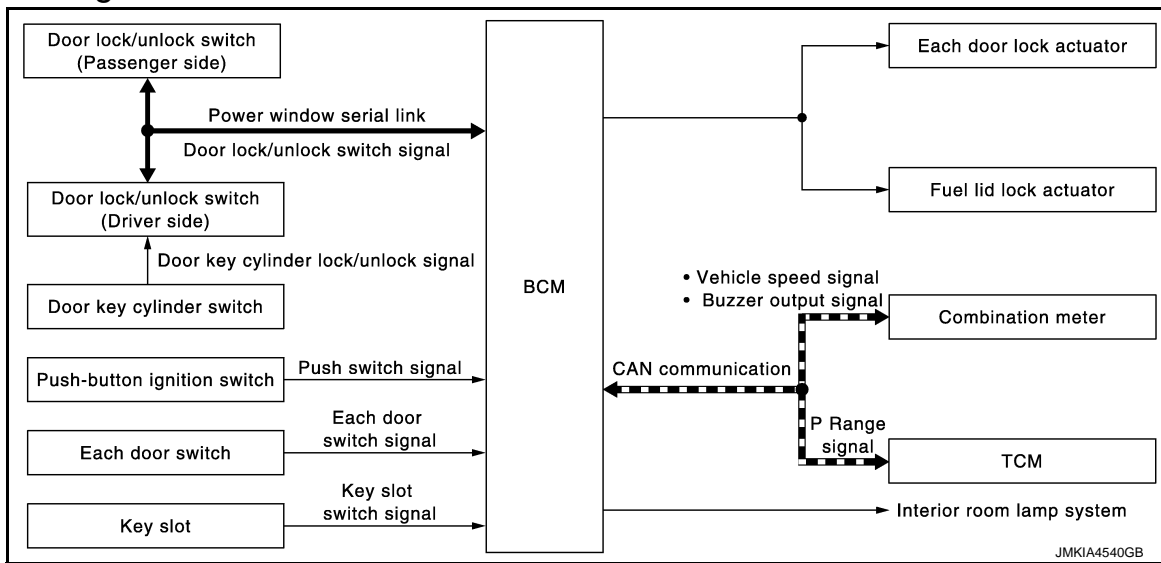 Door lock/unlock switch
(Passenger side)
Power window serial link
Door lock/unlock switch signal
Door lock/unlock switch
(Driver side)
Door key cylinder lock/unlock signal
Door key cylinder switch
Push-button ignition switch
Push switch signal
Each door switch
Each door
switch signal
Key slot
Key slot
switch signal
BCM
Each door lock actuator
Fuel lid lock actuator
• Vehicle speed signal
• Buzzer output signal
Combination meter
CAN communication
P Range
signal
TCM
Interior room lamp system
JMKIA4540GB